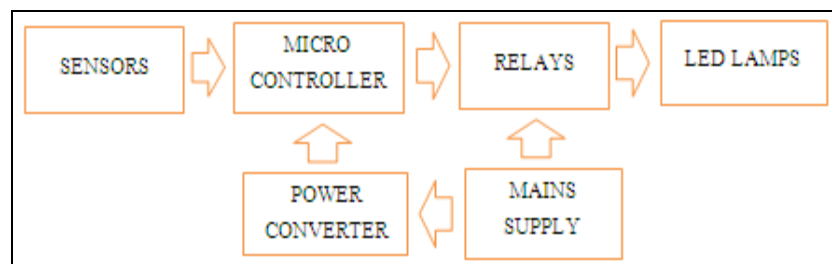 SENSORS
MICRO
CONTROLLER
RELAYS
LED LAMPS
POWER
CONVERTER
MAINS
SUPPLY